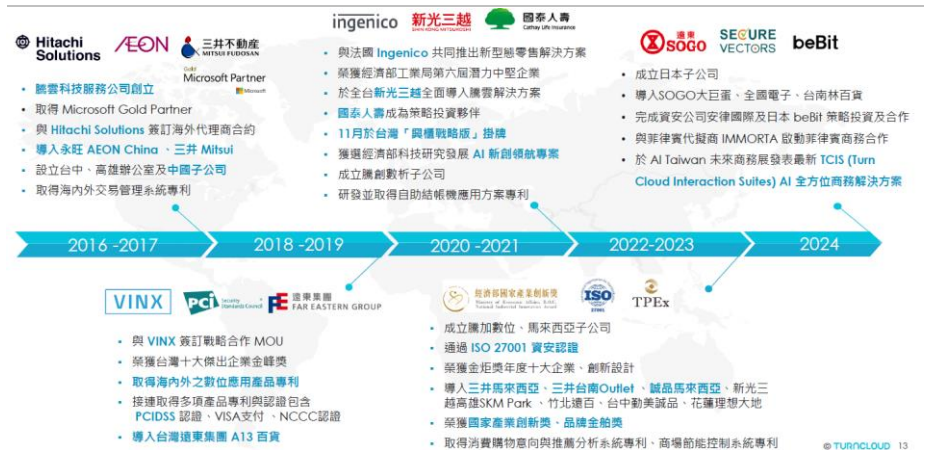 Hitachi Solutions
AEON
三井不動産
MITSUI FUDOSAN
Gold
Microsoft Partner
Microsoft
騰雲科技服務公司創立
取得 Microsoft Gold Partner
與 Hitachi Solutions 簽訂海外代理商合約
導入永旺 AEON China 、三井 Mitsui
設立台中、高雄辦公室及中國子公司
取得海內外交易管理系統專利
ingenico
新光三越
SHIN KONG MITSUKOSHI
國泰人壽
Cathay Life Insurance
與法國 Ingenico 共同推出新型態零售解決方案
榮獲經濟部工業局第六屆潛力中堅企業
於全台新光三越全面導入騰雲解決方案
國泰人壽成為策略投資夥伴
11月於台灣「興櫃戰略版」掛牌
獲選經濟部科技研究發展 AI 新創領航專案
成立騰創數析子公司
研發並取得自助結帳機應用方案專利
遠東
SOGO
SECURE VECTORS
beBit
成立日本子公司
導入SOGO大巨蛋、全國電子、台南林百貨
完成資安公司安律國際及日本 beBit 策略投資及合作
與菲律賓代擬商 IMMORTA 啟動菲律賓商務合作
於 AI Taiwan 未來商務展發表最新 TCIS (Turn
Cloud Interaction Suites) AI 全方位商務解決方案
2016 -2017
2018 -2019
2020 -2021
2022-2023
2024
VINX
PCI
Security
Standards Council
遠東集團
FAR EASTERN GROUP
與 VINX 簽訂戰略合作 MOU
榮獲台灣十大傑出企業金峰獎
取得海內外之數位應用產品專利
接連取得多項產品專利與認證包含
PCIDSS 認證、VISA支付 、NCCC認證
導入台灣遠東集團 A13 百貨
經濟部國家產業創新獎
ISO
27001
TPEx
成立騰加數位、馬來西亞子公司
通過 ISO 27001 資安認證
榮獲金炬獎年度十大企業、創新設計
導入三井馬來西亞、三井台南Outlet 、誠品馬來西亞、新光三
越高雄SKM Park 、竹北遠百、台中勤美誠品、花蓮理想大地
榮獲國家產業創新獎、品牌金舶獎
取得消費購物意向與推薦分析系統專利、商場節能控制系統專利
© TURNCLOUD 13